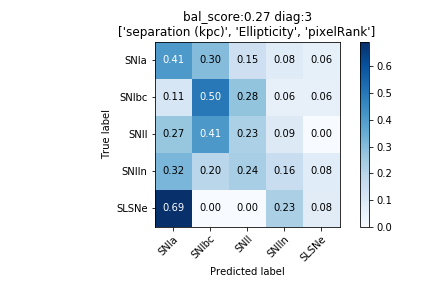 bal_score:0.27 diag:3
['separation (kpc)', 'Ellipticity', 'pixelRank']
True label
SNIa 0.41 0.30 0.15 0.08 0.06
SNIbc 0.11 0.50 0.28 0.06 0.06
SNII 0.27 0.41 0.23 0.09 0.00
SNIIn 0.32 0.20 0.24 0.16 0.08
SLSNe 0.69 0.00 0.00 0.23 0.08
SNIa SNIbc SNII SNIIn SLSNe
Predicted label
0.6
0.5
0.4
0.3
0.2
0.1
0.0